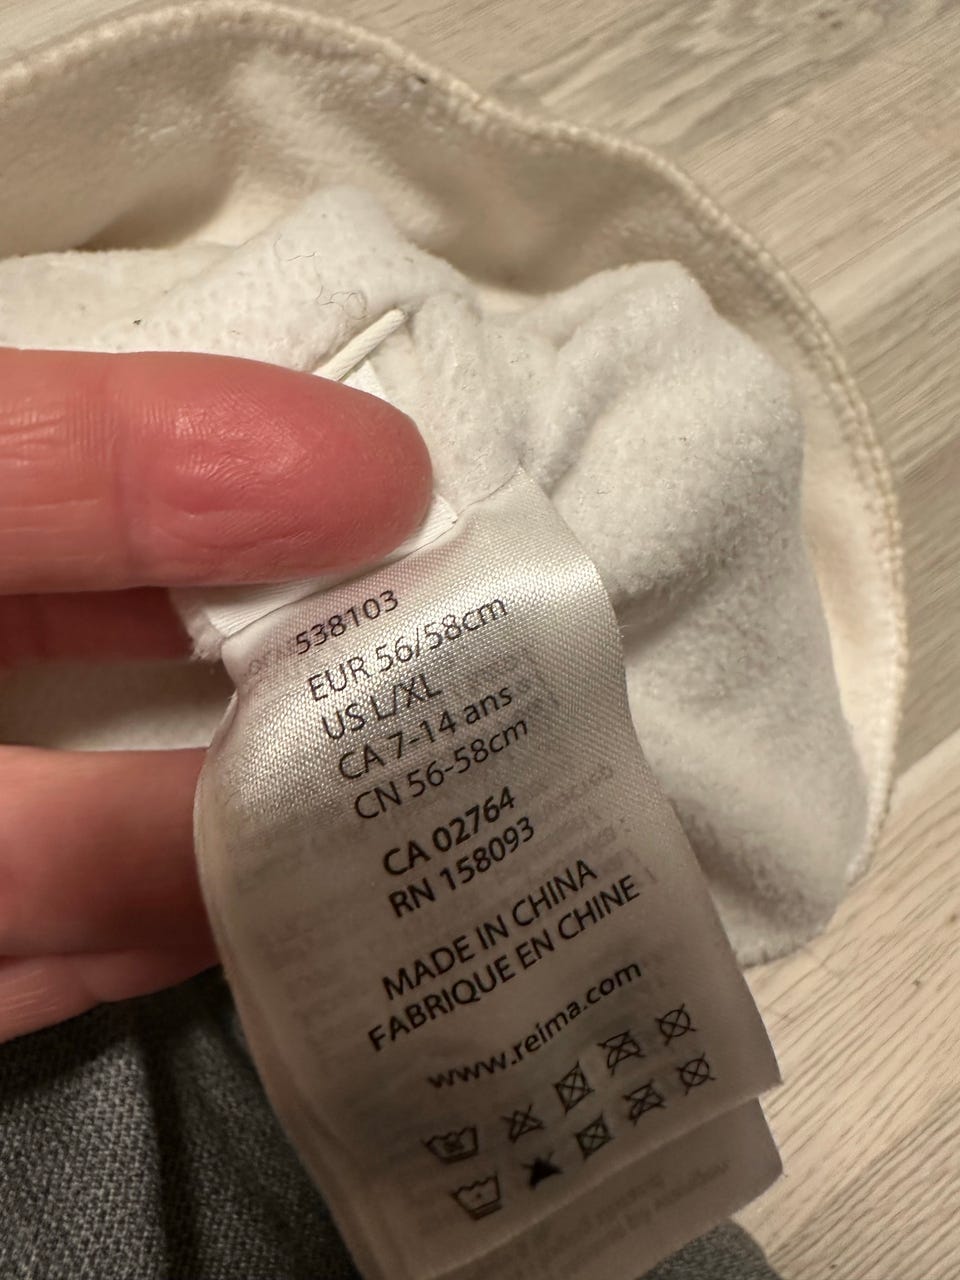 538103
EUR 56/58cm
US L/XL
CA 7-14 ans
CN 56-58cm
CA 02764
RN 158093
MADE IN CHINA
FABRIQUE EN CHINE
www.reima.com